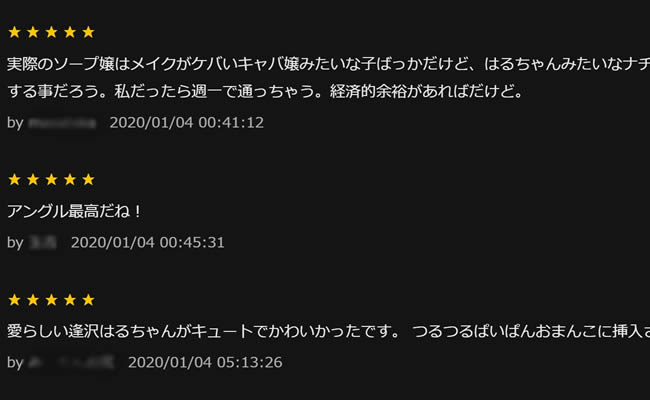 ★★★★★
実際のソープ嬢はメイクがケバいキャバ嬢みたいな子ばっかだけど、はるちゃんみたいなナチ
する事だろう。私だったら週一で通っちゃう。経済的余裕があればだけど。
by 2020/01/04 00:41:12
★★★★★
アングル最高だね！
by 2020/01/04 00:45:31
★★★★★
愛らしい逢沢はるちゃんがキュートでかわいかったです。 つるつるぱいぱんおまんこに挿入さ
by 2020/01/04 05:13:26